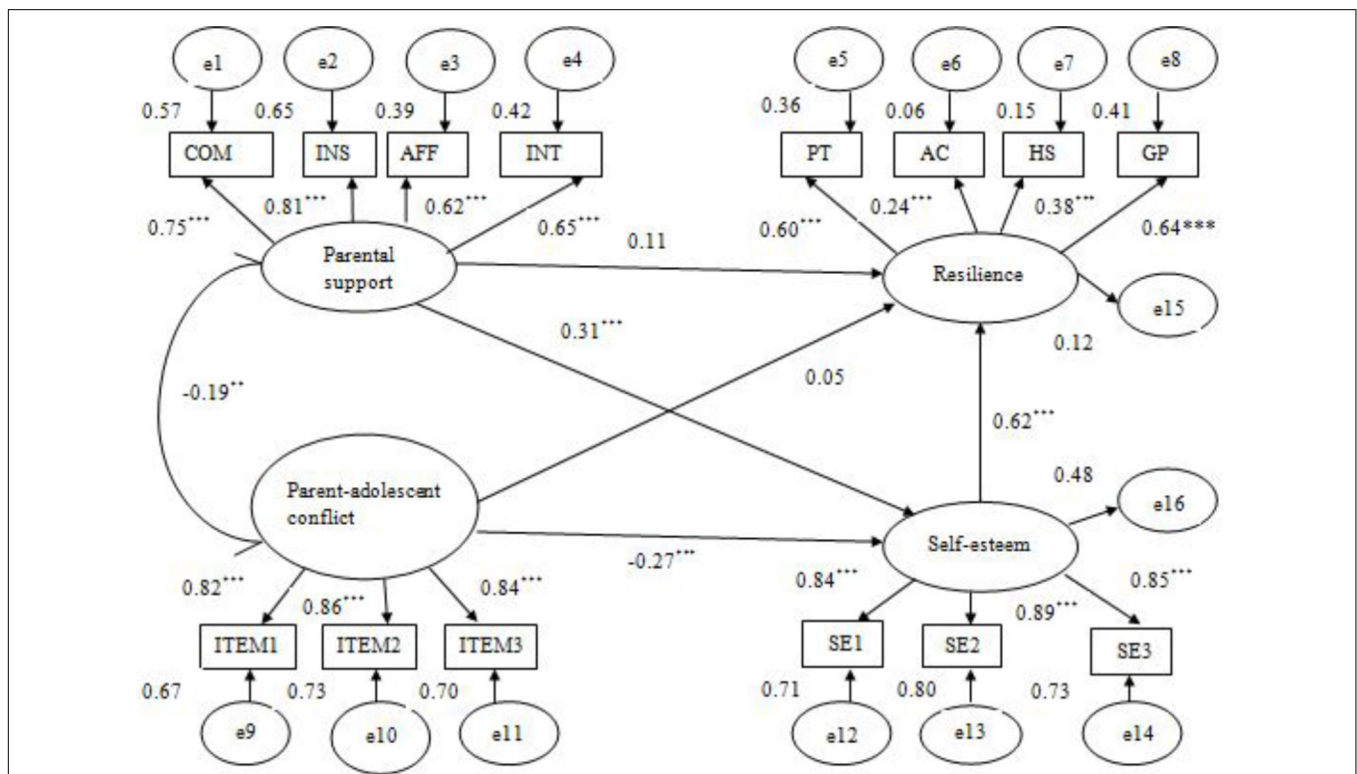 e1 e2 e3 e4 e5 e6 e7 e8
0.57 0.65 0.39 0.42 0.36 0.06 0.15 0.41
COM INS AFF INT PT AC HS GP
0.75*** 0.81*** 0.62*** 0.65*** 0.60*** 0.24*** 0.38*** 0.64***
Parental
support
0.11
Resilience
e15
0.12
0.31***
0.05
-0.19**
0.62***
0.48
e16
Parent-adolescent
conflict
Self-esteem
-0.27***
0.82*** 0.86*** 0.84*** 0.84*** 0.89*** 0.85***
ITEM1 ITEM2 ITEM3 SE1 SE2 SE3
0.67 0.73 0.70 0.71 0.80 0.73
e9 e10 e11 e12 e13 e14